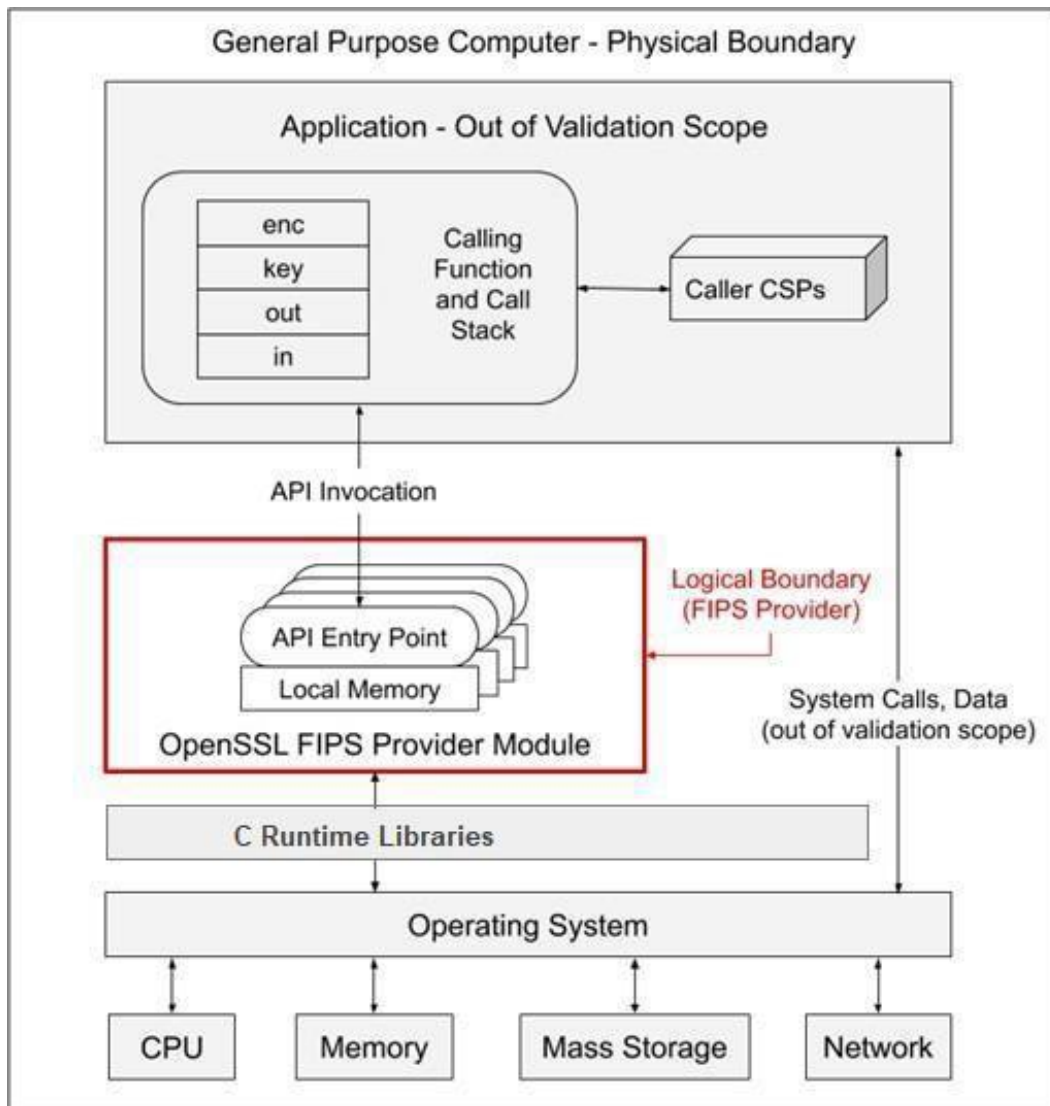 General Purpose Computer - Physical Boundary
Application - Out of Validation Scope
enc
key
out
in
Calling
Function
and Call
Stack
Caller CSPs
API Invocation
Logical Boundary
(FIPS Provider)
API Entry Point
Local Memory
OpenSSL FIPS Provider Module
System Calls, Data
(out of validation scope)
C Runtime Libraries
Operating System
CPU
Memory
Mass Storage
Network